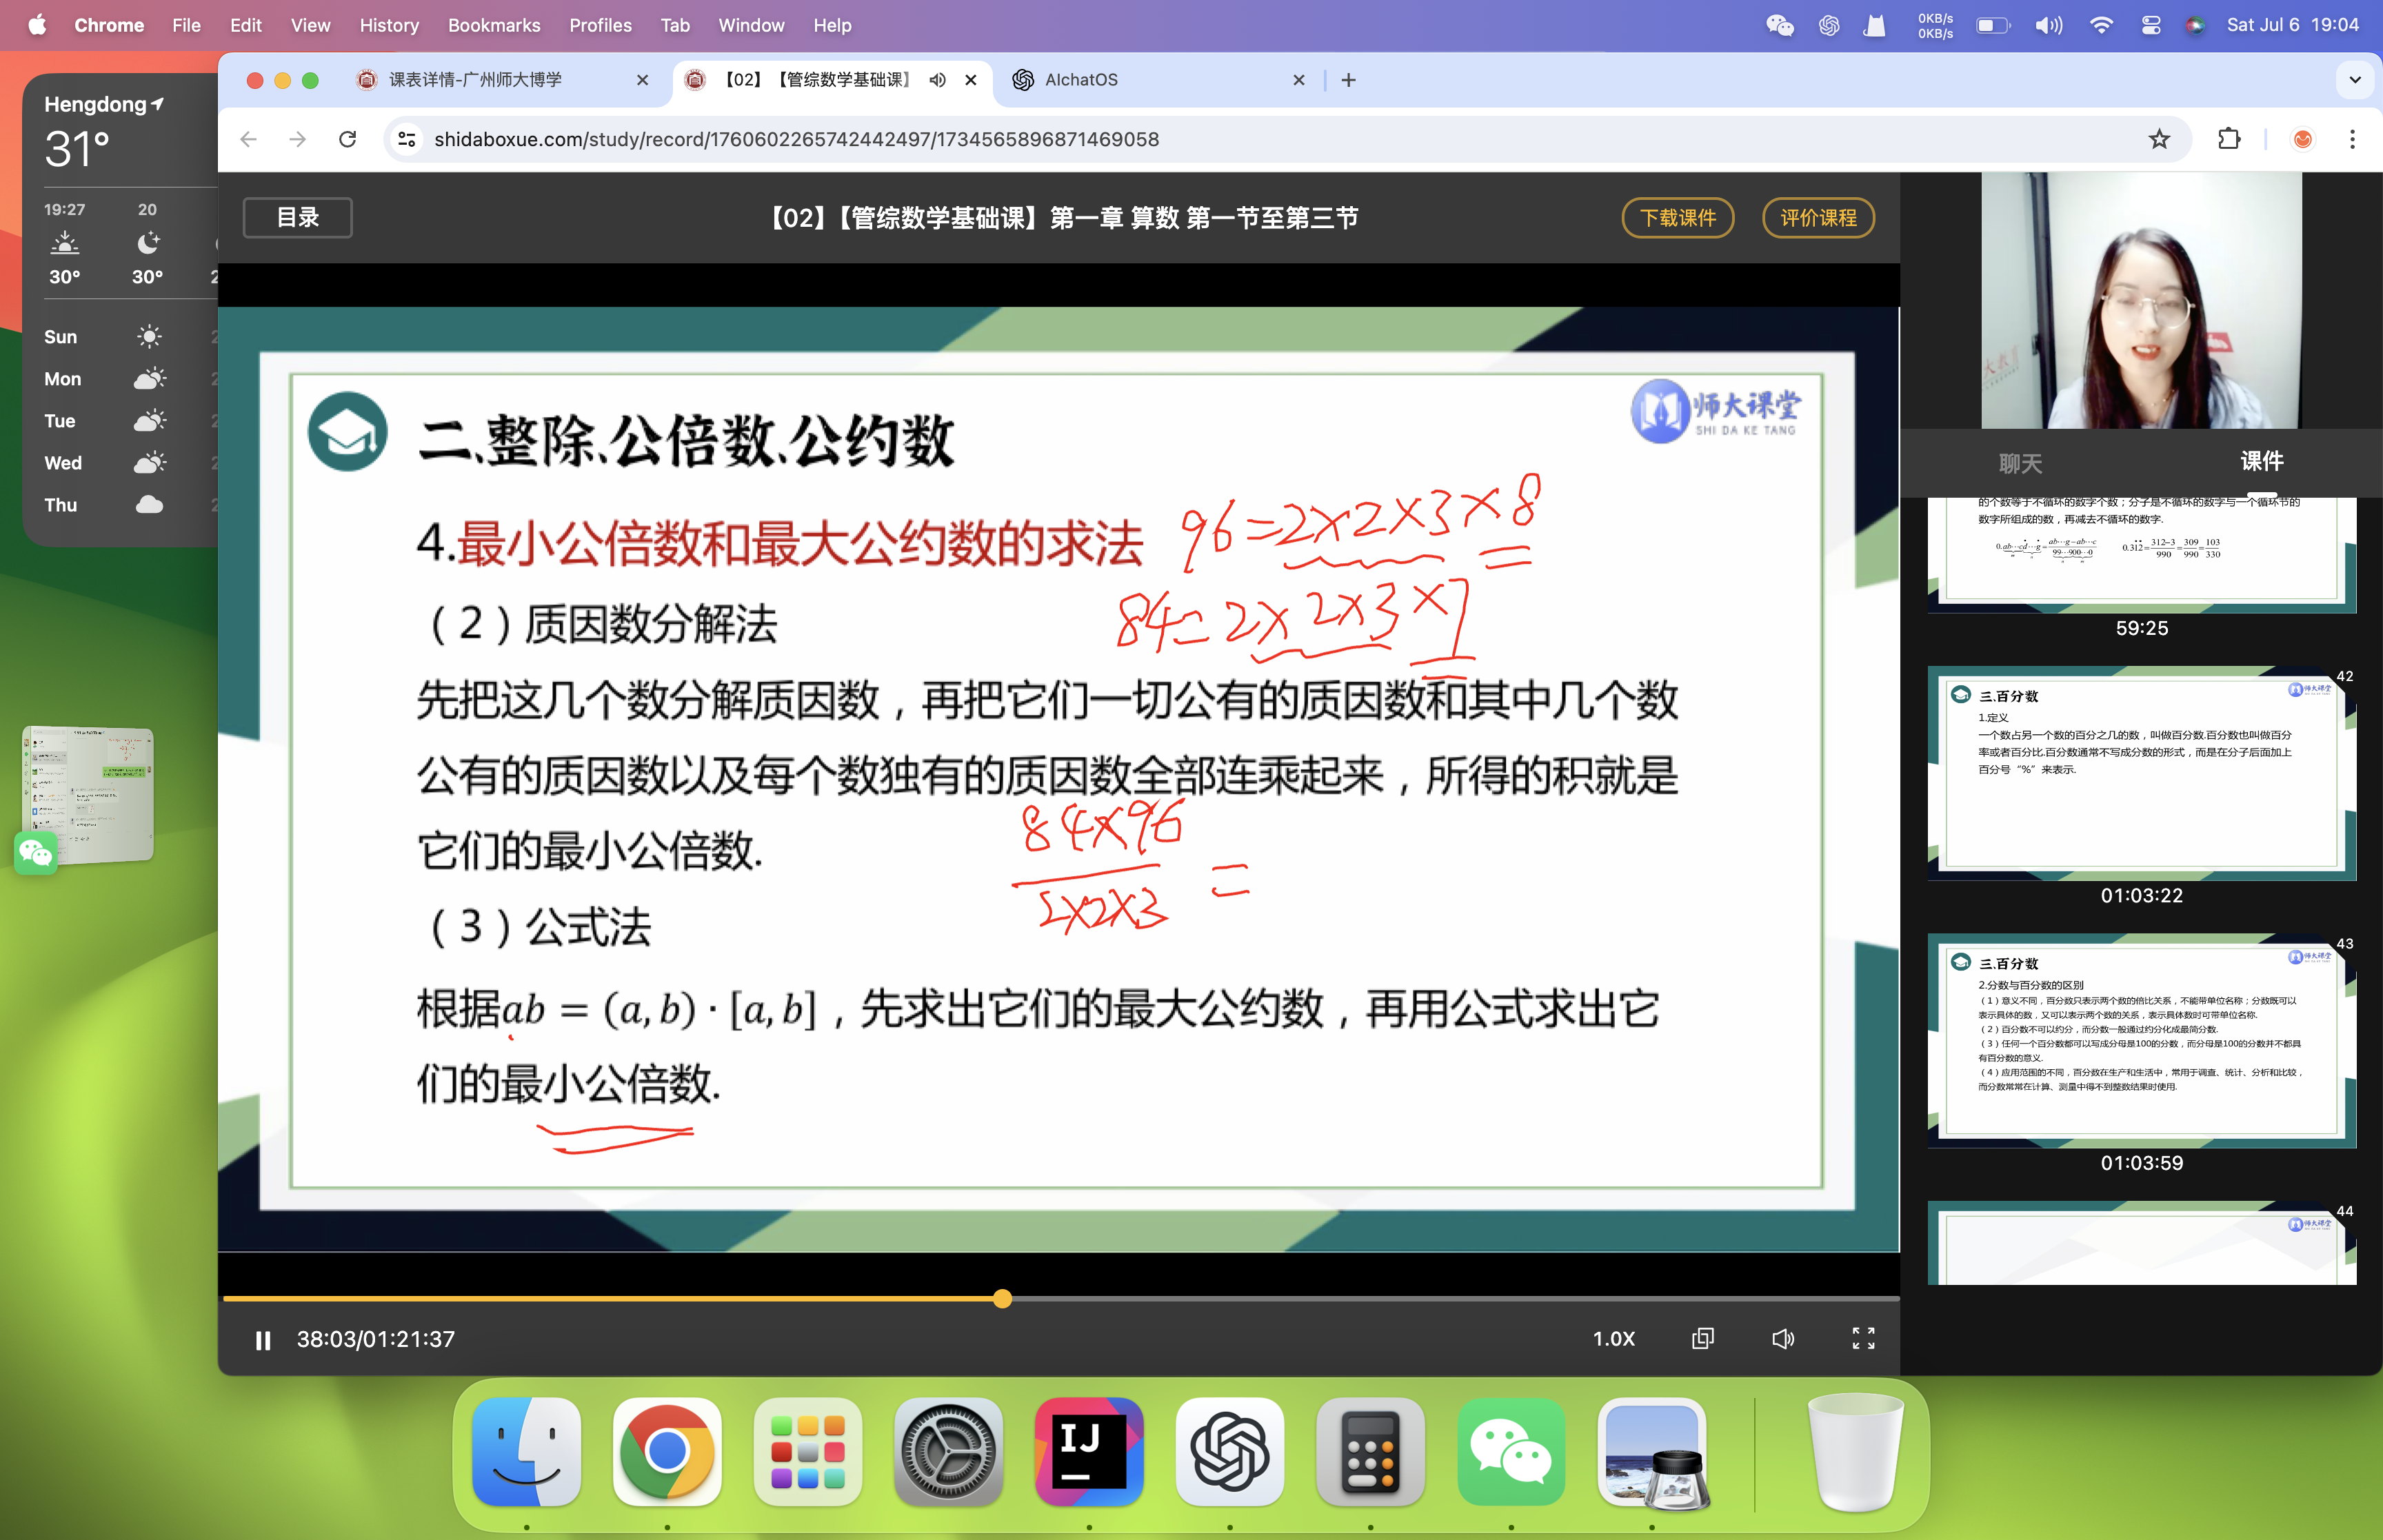 Chrome File Edit View History Bookmarks Profiles Tab Window Help
0KB/s
0KB/s
Sat Jul 6 19:04
Hengdong
31°
19:27 20
30° 30°
Sun
Mon
Tue
Wed
Thu
课表详情-广州师大博学
【02】【管综数学基础课】
AIchatOS
shidaboxue.com/study/record/1760602265742442497/1734565896871469058
目录
【02】【管综数学基础课】第一章 算数 第一节至第三节
下载课件
评价课程
二.整除、公倍数、公约数
师大课堂
SHI DA KE TANG
4.最小公倍数和最大公约数的求法
96=2×2×3×8
84=2×2×3×7
（2）质因数分解法
先把这几个数分解质因数，再把它们一切公有的质因数和其中几个数
公有的质因数以及每个数独有的质因数全部连乘起来，所得的积就是
它们的最小公倍数.
84×96
2×2×3
=
（3）公式法
根据ab = (a, b) · [a, b]，先求出它们的最大公约数，再用公式求出它
们的最小公倍数.
38:03/01:21:37
1.0X
聊天
课件
的个数等于不循环的数字个数；分子是不循环的数字与一个循环节的
数字所组成的数，再减去不循环的数字.
59:25
42
三.百分数
师大课堂
1.定义
一个数占另一个数的百分之几的数，叫做百分数.百分数也叫做百分
率或者百分比.百分数通常不写成分数的形式，而是在分子后面加上
百分号“%”来表示.
01:03:22
43
三.百分数
师大课堂
2.分数与百分数的区别
（1）意义不同，百分数只表示两个数的倍比关系，不能带单位名称；分数既可以
表示具体的数，又可以表示两个数的关系，表示具体数时可带单位名称.
（2）百分数不可以约分，而分数一般通过约分化成最简分数.
（3）任何一个百分数都可以写成分母是100的分数，而分母是100的分数并不都具
有百分数的意义.
（4）应用范围的不同，百分数在生产和生活中，常用于调查、统计、分析和比较，
而分数常常在计算、测量中得不到整数结果时使用.
01:03:59
44
师大课堂
IJ